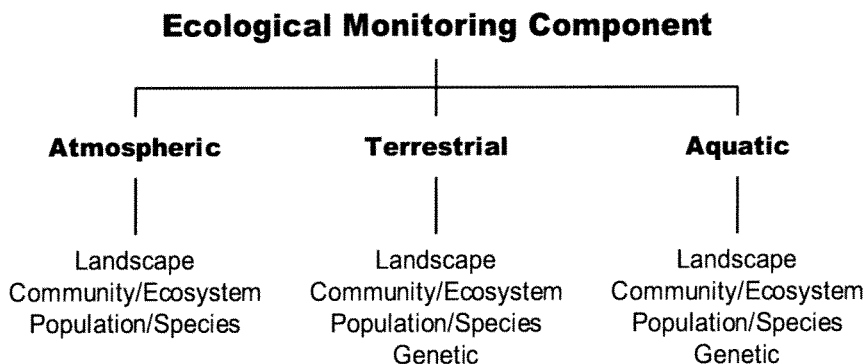 Ecological Monitoring Component
Atmospheric
Terrestrial
Aquatic
Landscape
Community/Ecosystem
Population/Species
Landscape
Community/Ecosystem
Population/Species
Genetic
Landscape
Community/Ecosystem
Population/Species
Genetic